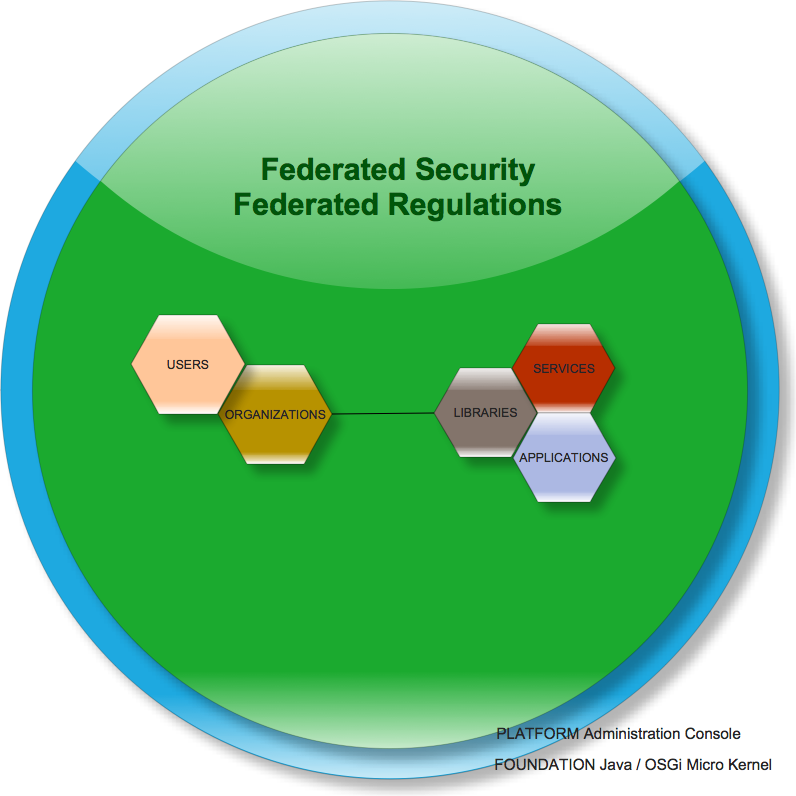 Federated Security
Federated Regulations
USERS
ORGANIZATIONS
LIBRARIES
SERVICES
APPLICATIONS
PLATFORM Administration Console
FOUNDATION Java / OSGi Micro Kernel